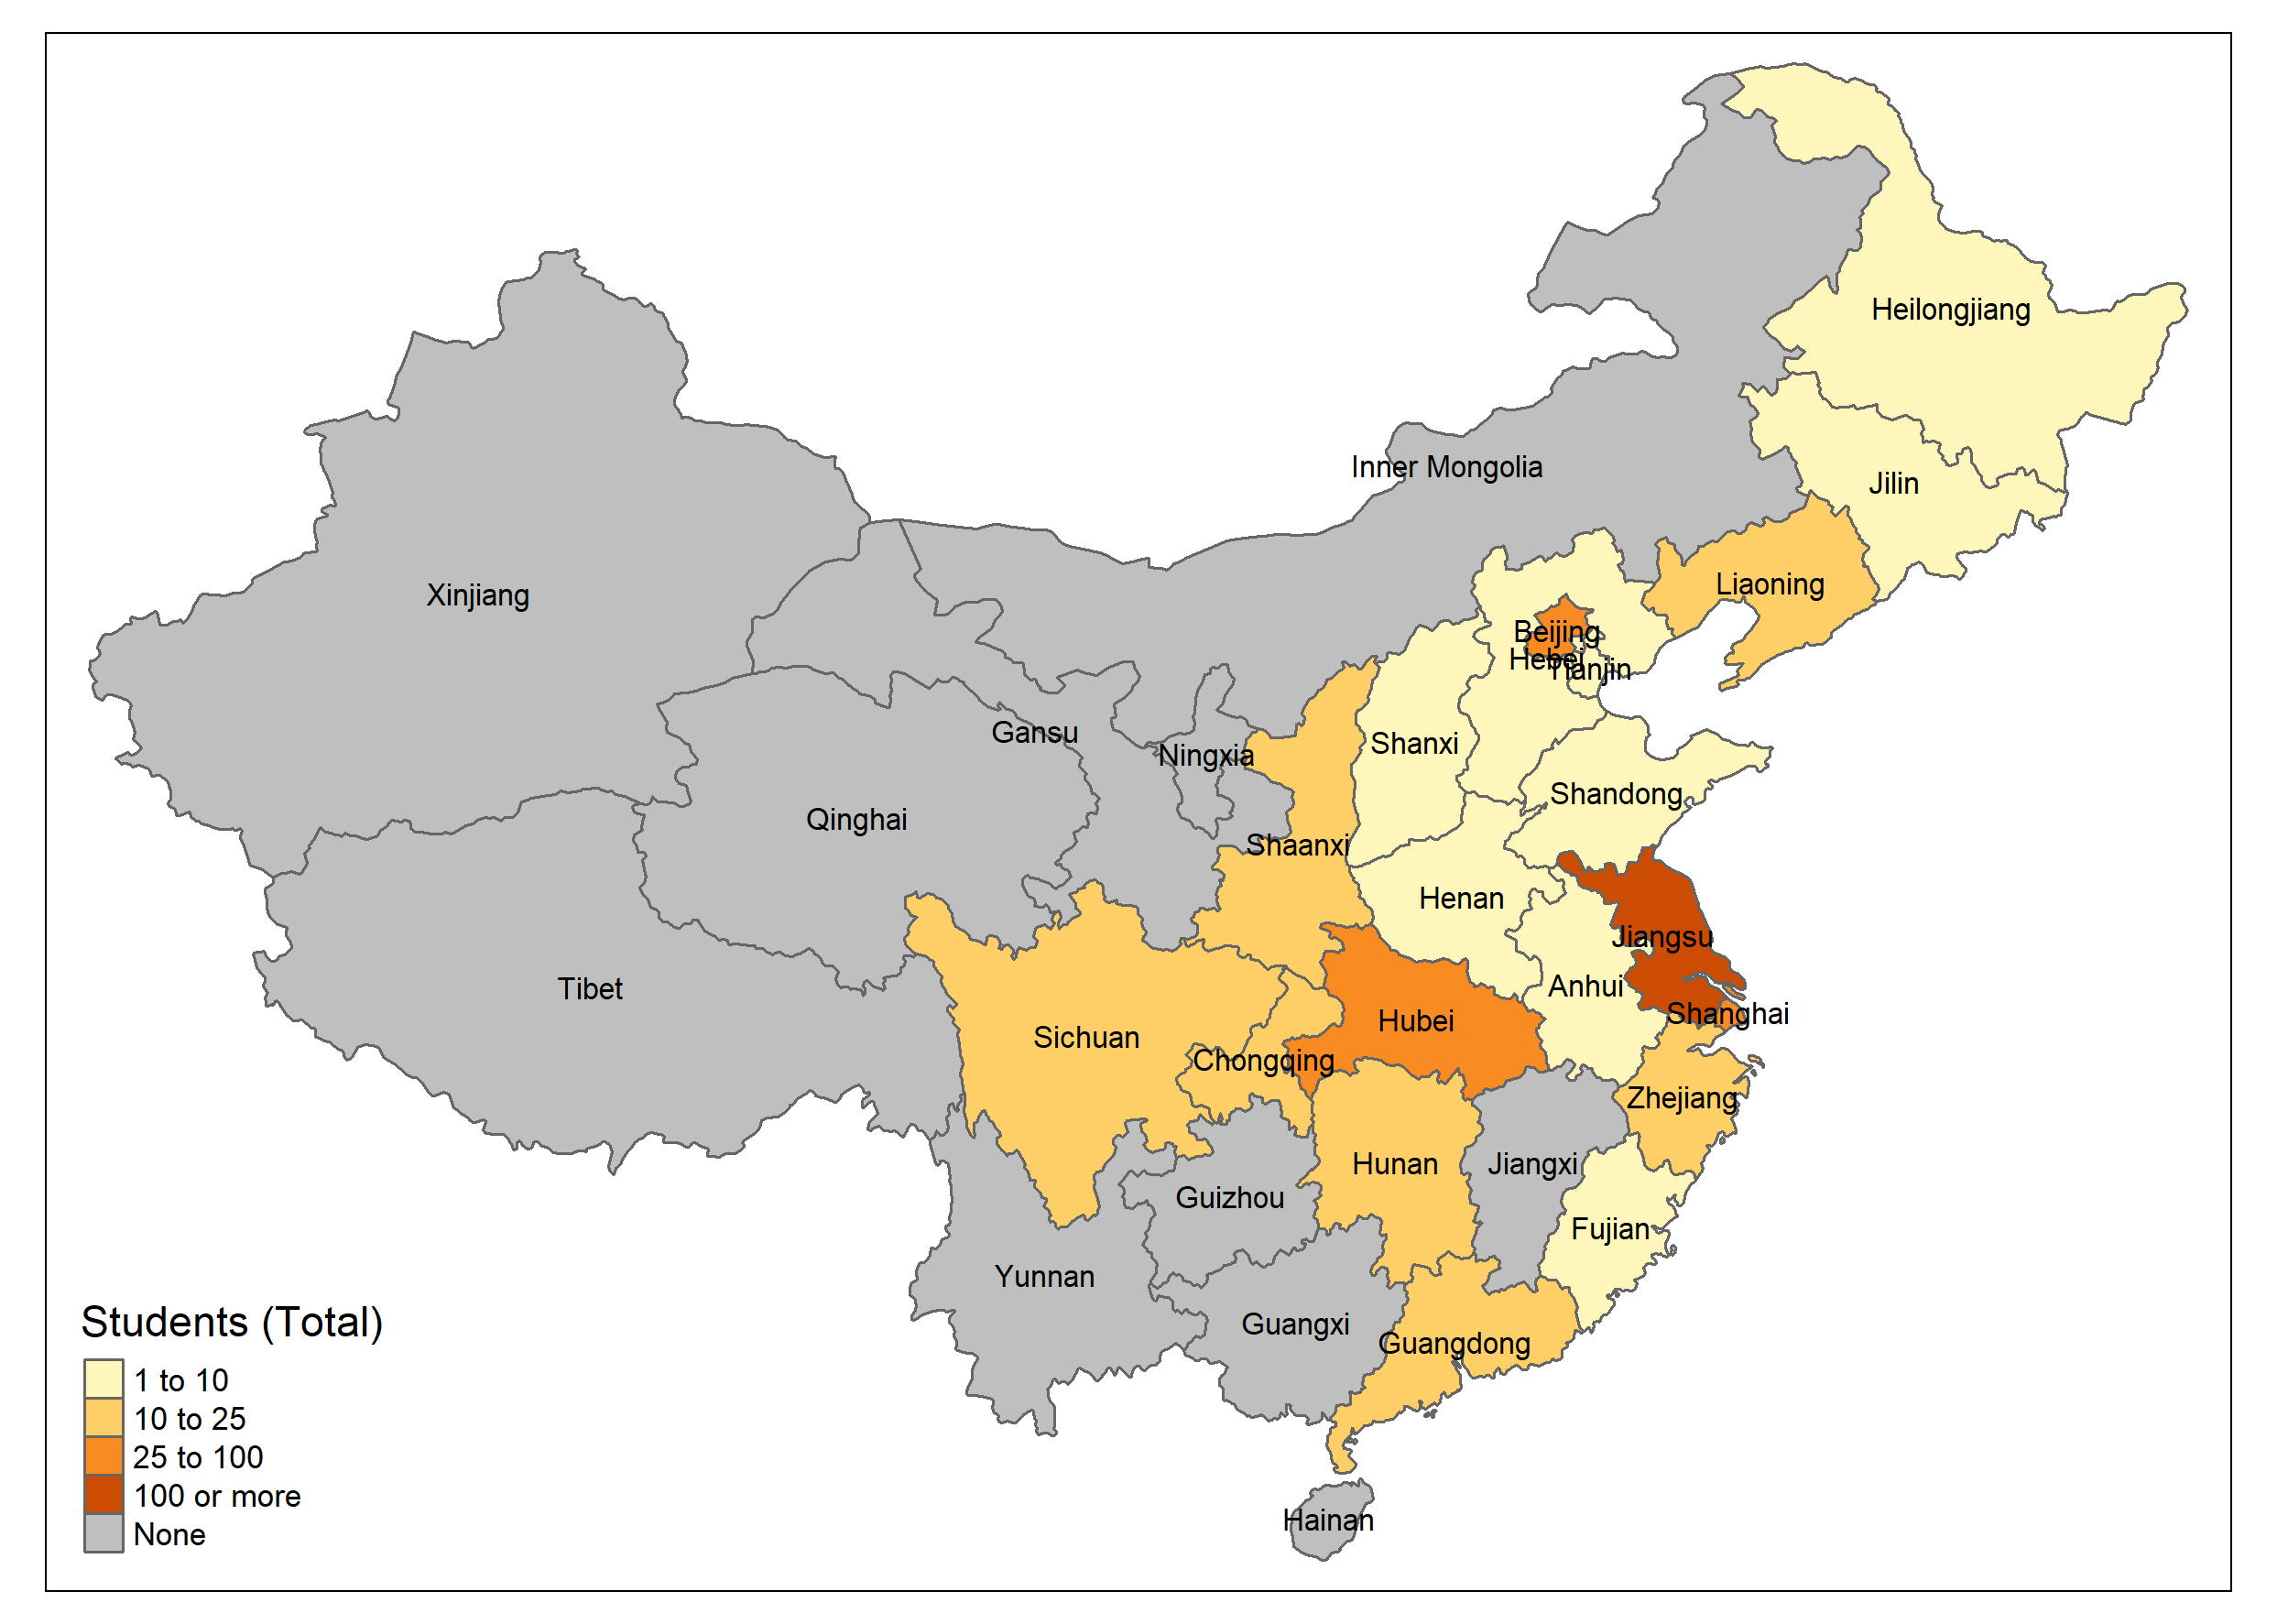 Heilongjiang
Inner Mongolia
Jilin
Liaoning
Xinjiang
Beijing
Hebei
Tianjin
Gansu
Shanxi
Ningxia
Shandong
Qinghai
Shaanxi
Henan
Jiangsu
Tibet
Anhui
Shanghai
Hubei
Sichuan
Chongqing
Zhejiang
Hunan
Jiangxi
Guizhou
Fujian
Yunnan
Guangxi
Guangdong
Hainan
Students (Total)
1 to 10
10 to 25
25 to 100
100 or more
None